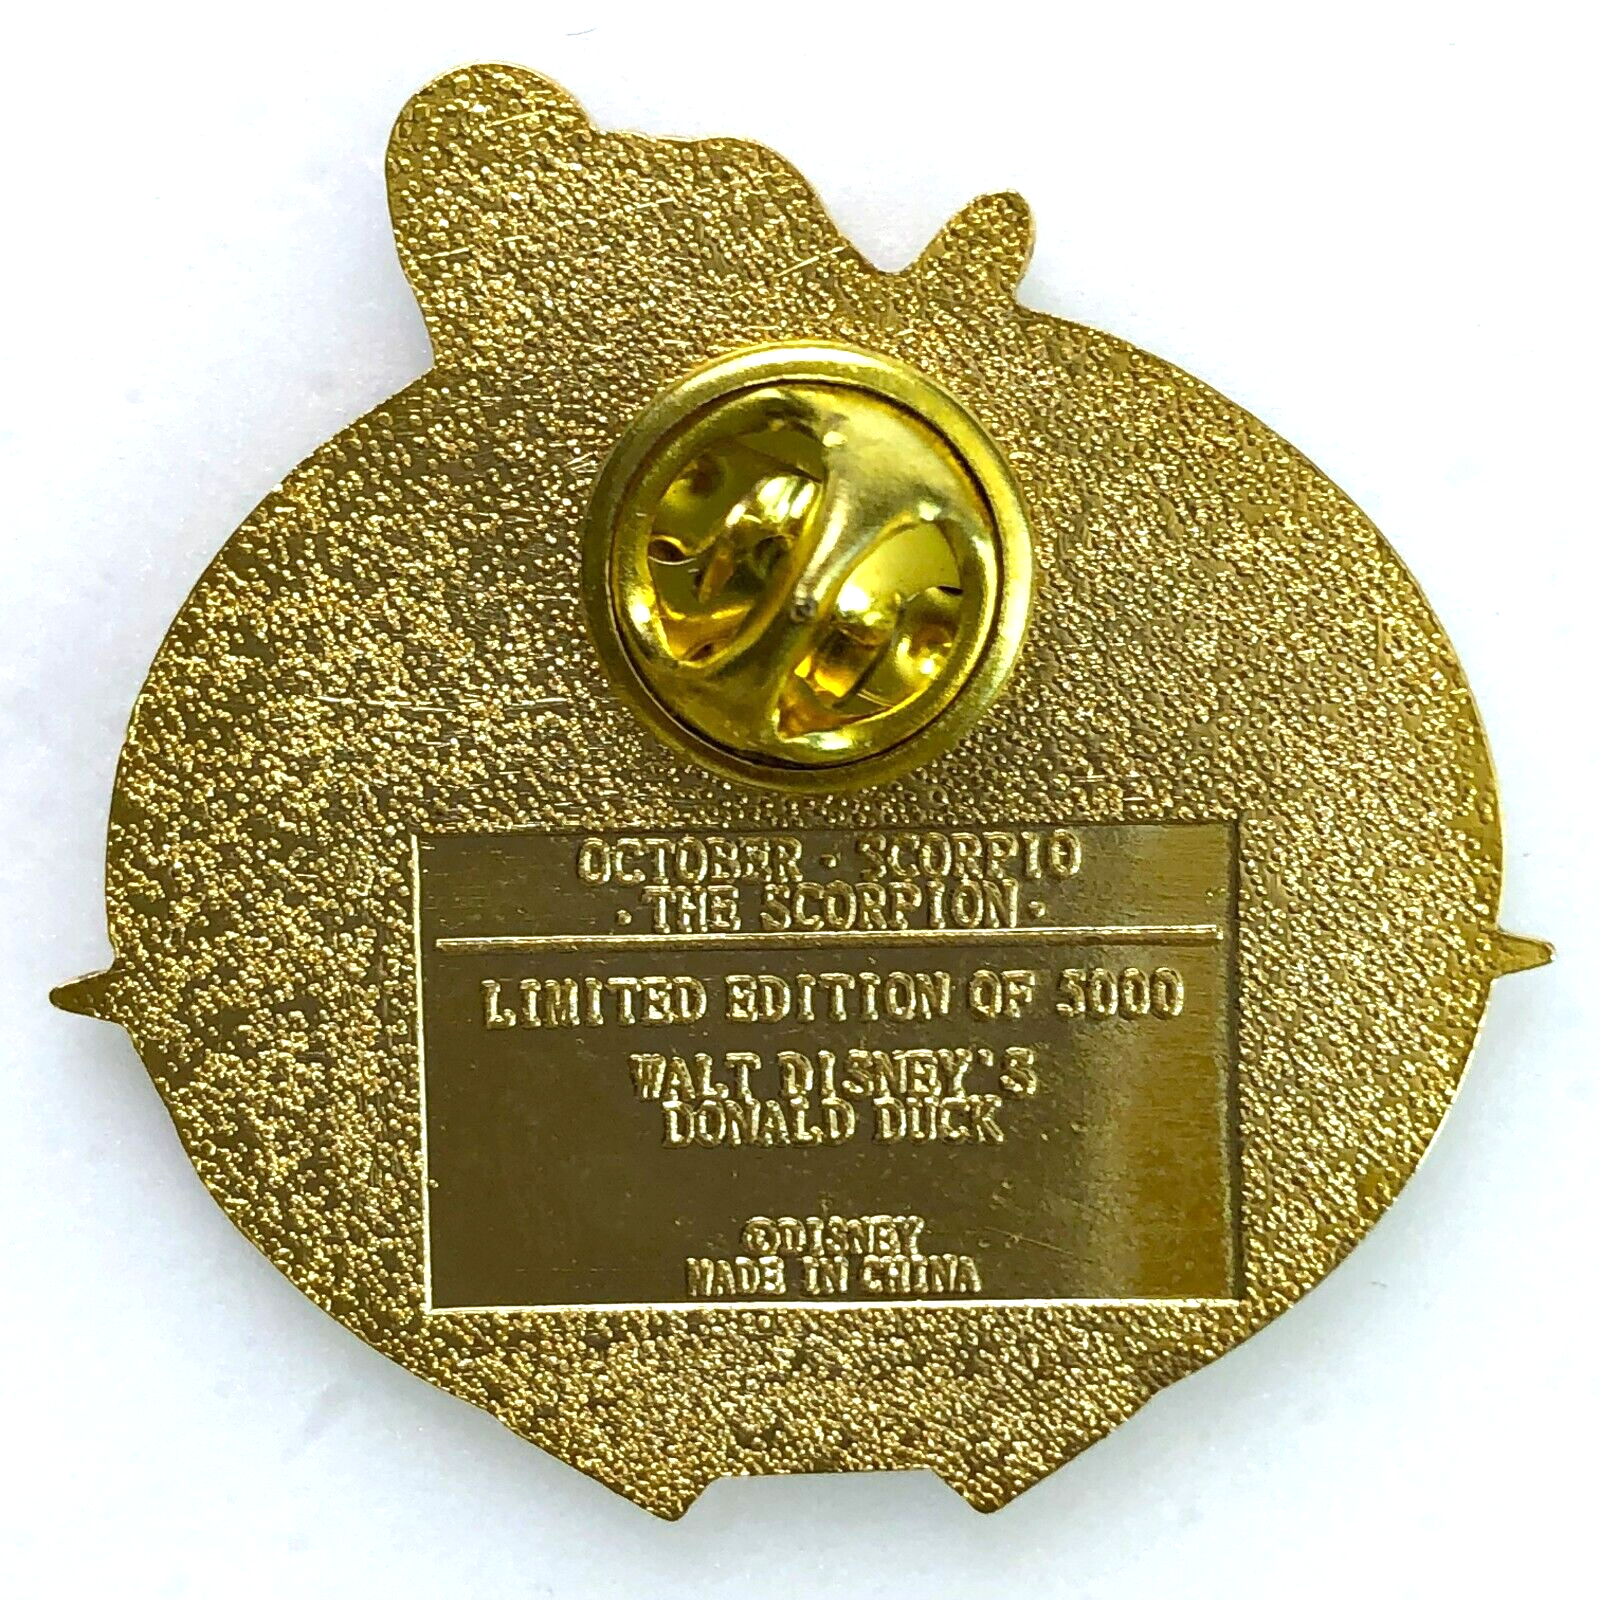 OCTOBER · SCORPIO
· THE SCORPION ·
LIMITED EDITION OF 5000
WALT DISNEY'S
DONALD DUCK
©DISNEY
MADE IN CHINA